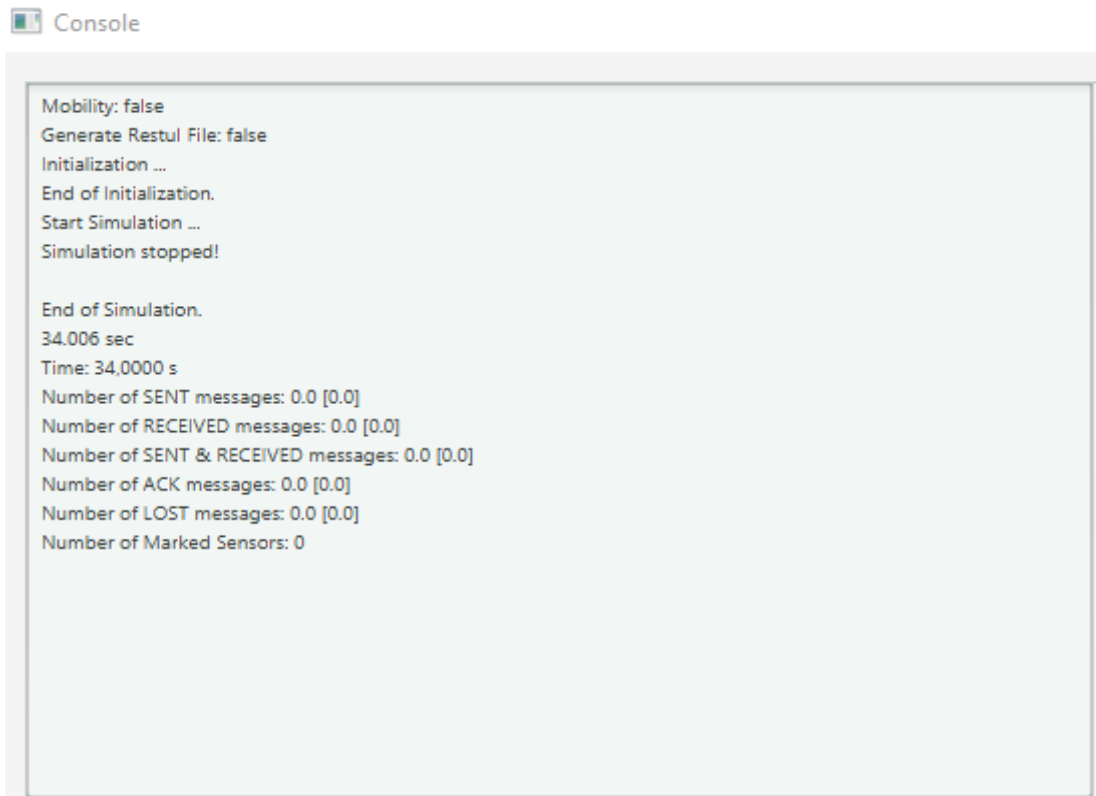 Console
Mobility: false
Generate Restul File: false
Initialization ...
End of Initialization.
Start Simulation ...
Simulation stopped!
End of Simulation.
34.006 sec
Time: 34,0000 s
Number of SENT messages: 0.0 [0.0]
Number of RECEIVED messages: 0.0 [0.0]
Number of SENT & RECEIVED messages: 0.0 [0.0]
Number of ACK messages: 0.0 [0.0]
Number of LOST messages: 0.0 [0.0]
Number of Marked Sensors: 0